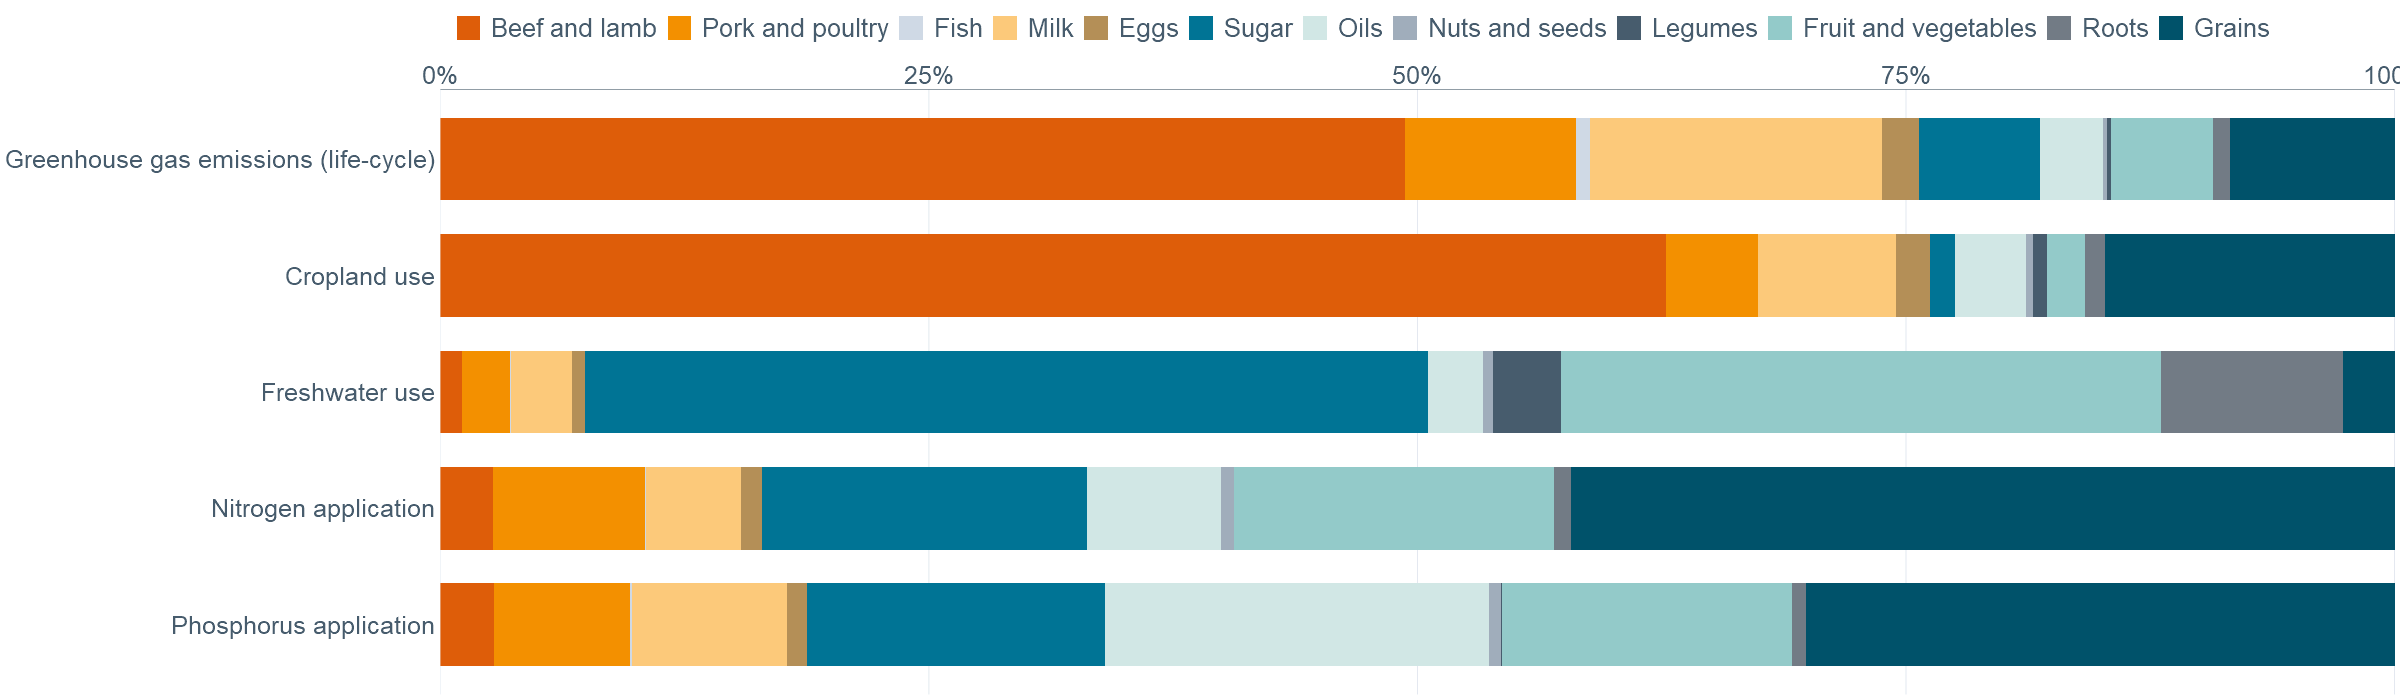 Beef and lamb Pork and poultry Fish Milk Eggs Sugar Oils Nuts and seeds Legumes Fruit and vegetables Roots Grains
0% 25% 50% 75% 100
Greenhouse gas emissions (life-cycle)
Cropland use
Freshwater use
Nitrogen application
Phosphorus application